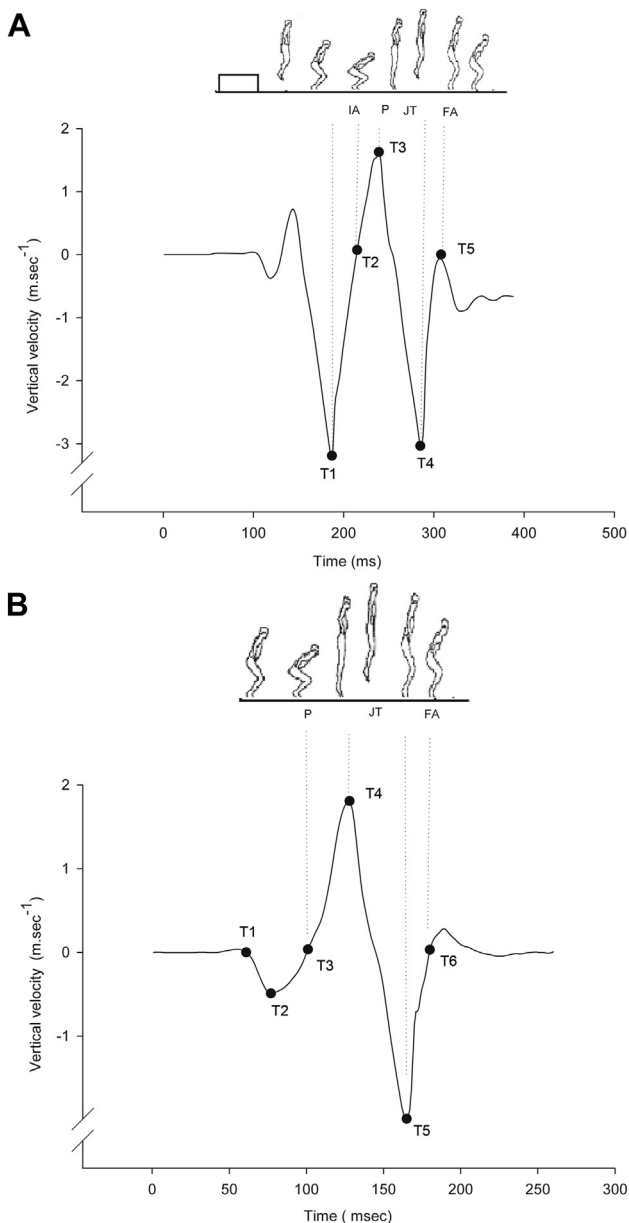 A
IA P JT FA
2
T3
1
0
T2
T5
Vertical velocity (m.sec⁻¹)
-1
-2
-3
T1
T4
0 100 200 300 400 500
Time (ms)
B
P JT FA
2
T4
1
T1
0
T3
T6
T2
Vertical velocity (m.sec⁻¹)
-1
T5
0 50 100 150 200 250 300
Time ( msec)